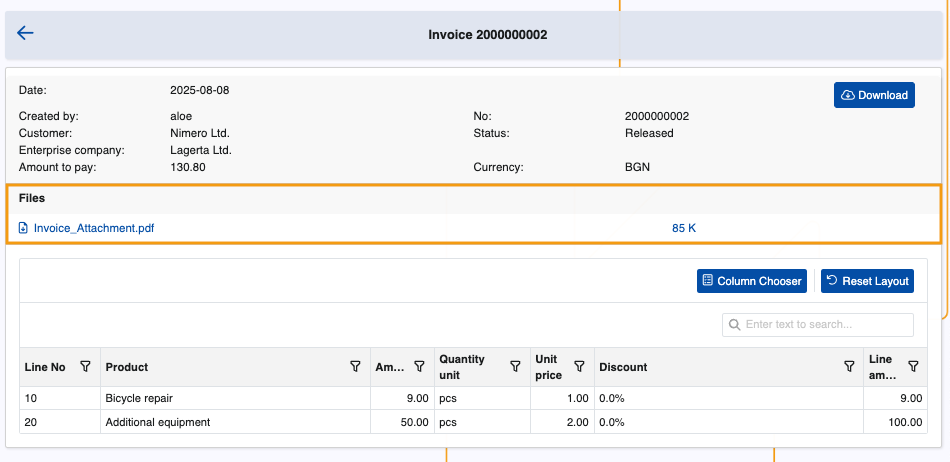 Invoice 2000000002
Date: 2025-08-08 Download
Created by: aloe No: 2000000002
Customer: Nimero Ltd. Status: Released
Enterprise company: Lagerta Ltd.
Amount to pay: 130.80 Currency: BGN
Files
Invoice_Attachment.pdf 85 K
Column Chooser Reset Layout
Enter text to search...
Line No Product Am... Quantity unit Unit price Discount Line am...
10 Bicycle repair 9.00 pcs 1.00 0.0% 9.00
20 Additional equipment 50.00 pcs 2.00 0.0% 100.00